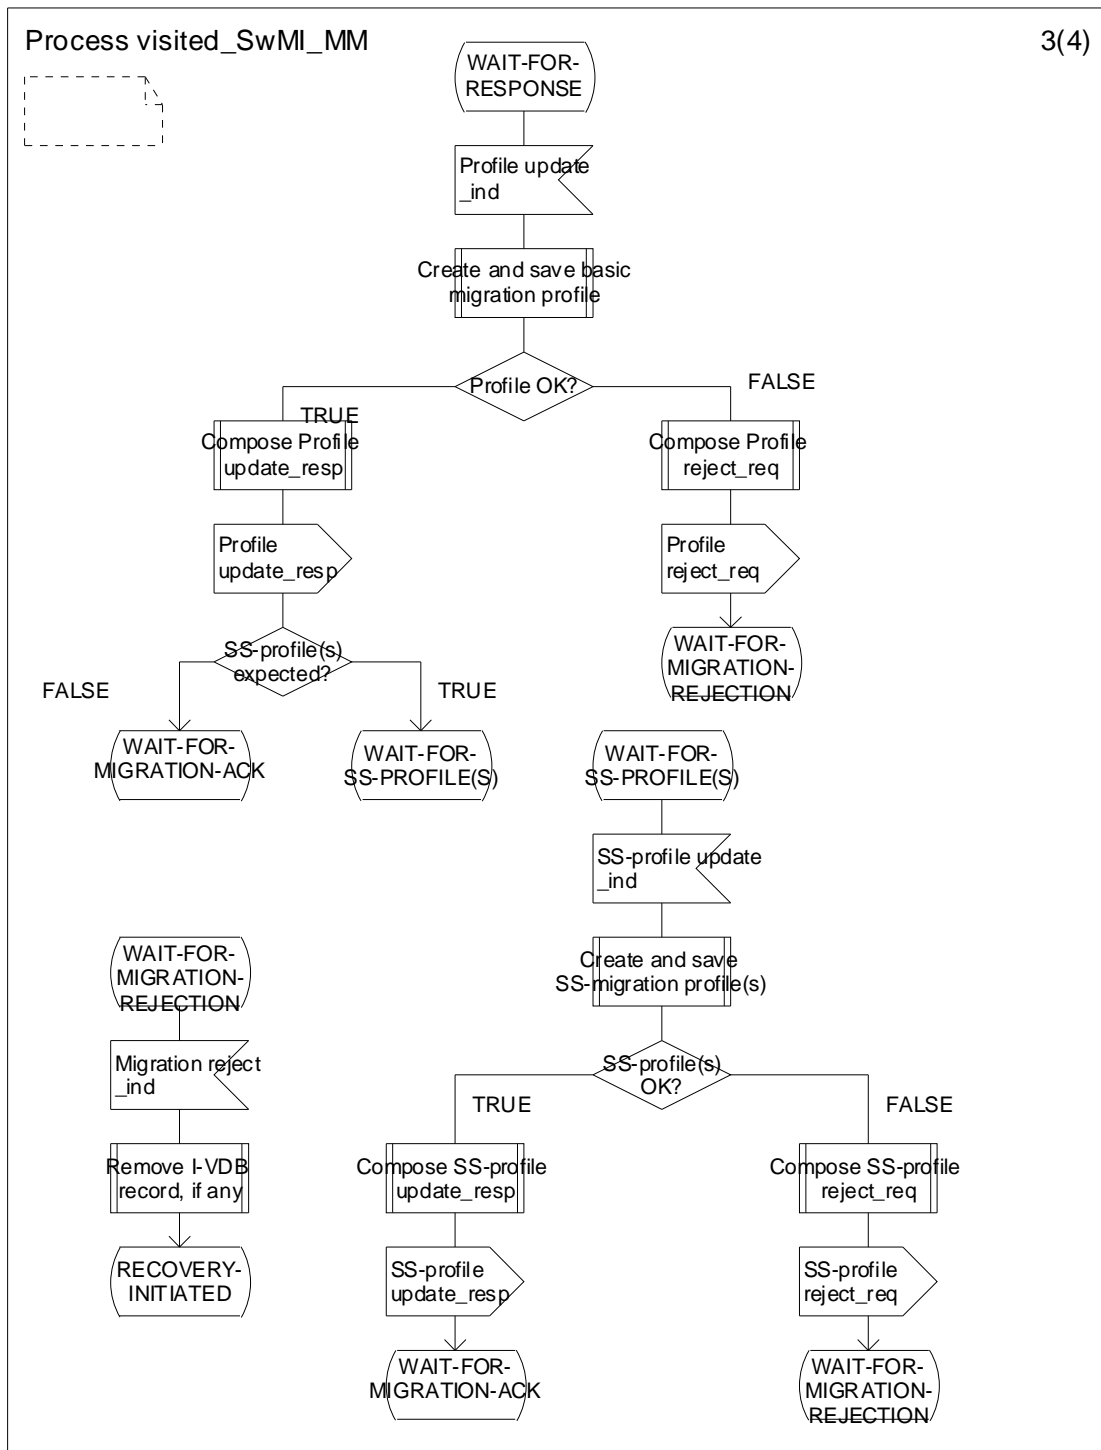 Process visited_SwMI_MM
3(4)
WAIT-FOR-
RESPONSE
Profile update
_ind
Create and save basic
migration profile
Profile OK?
TRUE
FALSE
Compose Profile
update_resp
Compose Profile
reject_req
Profile
update_resp
Profile
reject_req
SS-profile(s)
expected?
FALSE
TRUE
WAIT-FOR-
MIGRATION-
REJECTION
WAIT-FOR-
MIGRATION-ACK
WAIT-FOR-
SS-PROFILE(S)
WAIT-FOR-
SS-PROFILE(S)
SS-profile update
_ind
Create and save
SS-migration profile(s)
SS-profile(s)
OK?
TRUE
FALSE
WAIT-FOR-
MIGRATION-
REJECTION
Migration reject
_ind
Remove I-VDB
record, if any
RECOVERY-
INITIATED
Compose SS-profile
update_resp
Compose SS-profile
reject_req
SS-profile
update_resp
SS-profile
reject_req
WAIT-FOR-
MIGRATION-ACK
WAIT-FOR-
MIGRATION-
REJECTION